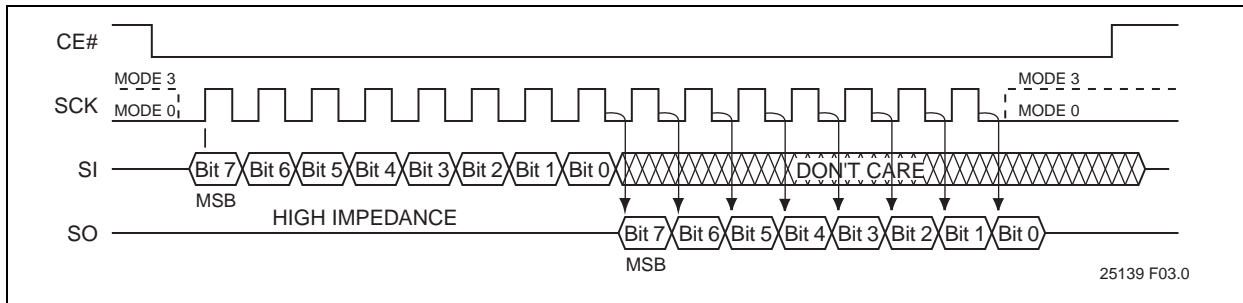 CE#
MODE 3 MODE 3
SCK MODE 0 MODE 0
SI Bit 7 Bit 6 Bit 5 Bit 4 Bit 3 Bit 2 Bit 1 Bit 0 DON'T CARE
MSB
HIGH IMPEDANCE
SO Bit 7 Bit 6 Bit 5 Bit 4 Bit 3 Bit 2 Bit 1 Bit 0
MSB
25139 F03.0